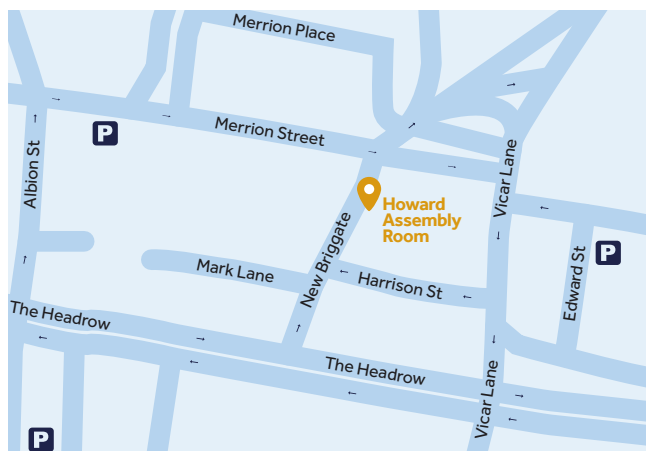 Merrion Place
P
Merrion Street
Albion St
Vicar Lane
Howard
Assembly
Room
New Briggate
P
Edward St
Mark Lane
Harrison St
The Headrow
The Headrow
Vicar Lane
P